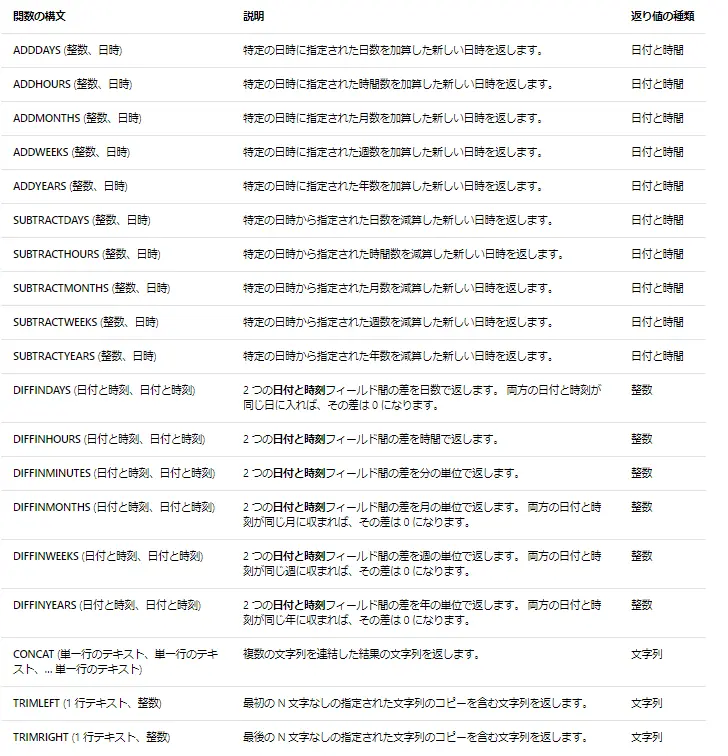 関数の構文 説明 返り値の種類
ADDDAYS (整数、日時) 特定の日時に指定された日数を加算した新しい日時を返します。 日付と時間
ADDHOURS (整数、日時) 特定の日時に指定された時間数を加算した新しい日時を返します。 日付と時間
ADDMONTHS (整数、日時) 特定の日時に指定された月数を加算した新しい日時を返します。 日付と時間
ADDWEEKS (整数、日時) 特定の日時に指定された週数を加算した新しい日時を返します。 日付と時間
ADDYEARS (整数、日時) 特定の日時に指定された年数を加算した新しい日時を返します。 日付と時間
SUBTRACTDAYS (整数、日時) 特定の日時から指定された日数を減算した新しい日時を返します。 日付と時間
SUBTRACTHOURS (整数、日時) 特定の日時から指定された時間数を減算した新しい日時を返します。 日付と時間
SUBTRACTMONTHS (整数、日時) 特定の日時から指定された月数を減算した新しい日時を返します。 日付と時間
SUBTRACTWEEKS (整数、日時) 特定の日時から指定された週数を減算した新しい日時を返します。 日付と時間
SUBTRACTYEARS (整数、日時) 特定の日時から指定された年数を減算した新しい日時を返します。 日付と時間
DIFFINDAYS (日付と時刻、日付と時刻) 2 つの日付と時刻フィールド間の差を日数で返します。 両方の日付と時刻が 整数
同じ日に入れば、その差は 0 になります。
DIFFINHOURS (日付と時刻、日付と時刻) 2 つの日付と時刻フィールド間の差を時間で返します。 整数
DIFFINMINUTES (日付と時刻、日付と時刻) 2 つの日付と時刻フィールド間の差を分の単位で返します。 整数
DIFFINMONTHS (日付と時刻、日付と時刻) 2 つの日付と時刻フィールド間の差を月の単位で返します。 両方の日付と時 整数
刻が同じ月に収まれば、その差は 0 になります。
DIFFINWEEKS (日付と時刻、日付と時刻) 2 つの日付と時刻フィールド間の差を週の単位で返します。 両方の日付と時 整数
刻が同じ週に収まれば、その差は 0 になります。
DIFFINYEARS (日付と時刻、日付と時刻) 2 つの日付と時刻フィールド間の差を年の単位で返します。 両方の日付と時 整数
刻が同じ年に収まれば、その差は 0 になります。
CONCAT (単一行のテキスト、単一行のテキ 複数の文字列を連結した結果の文字列を返します。 文字列
スト、... 単一行のテキスト)
TRIMLEFT (1 行テキスト、整数) 最初の N 文字なしの指定された文字列のコピーを含む文字列を返します。 文字列
TRIMRIGHT (1 行テキスト、整数) 最後の N 文字なしの指定された文字列のコピーを含む文字列を返します。 文字列